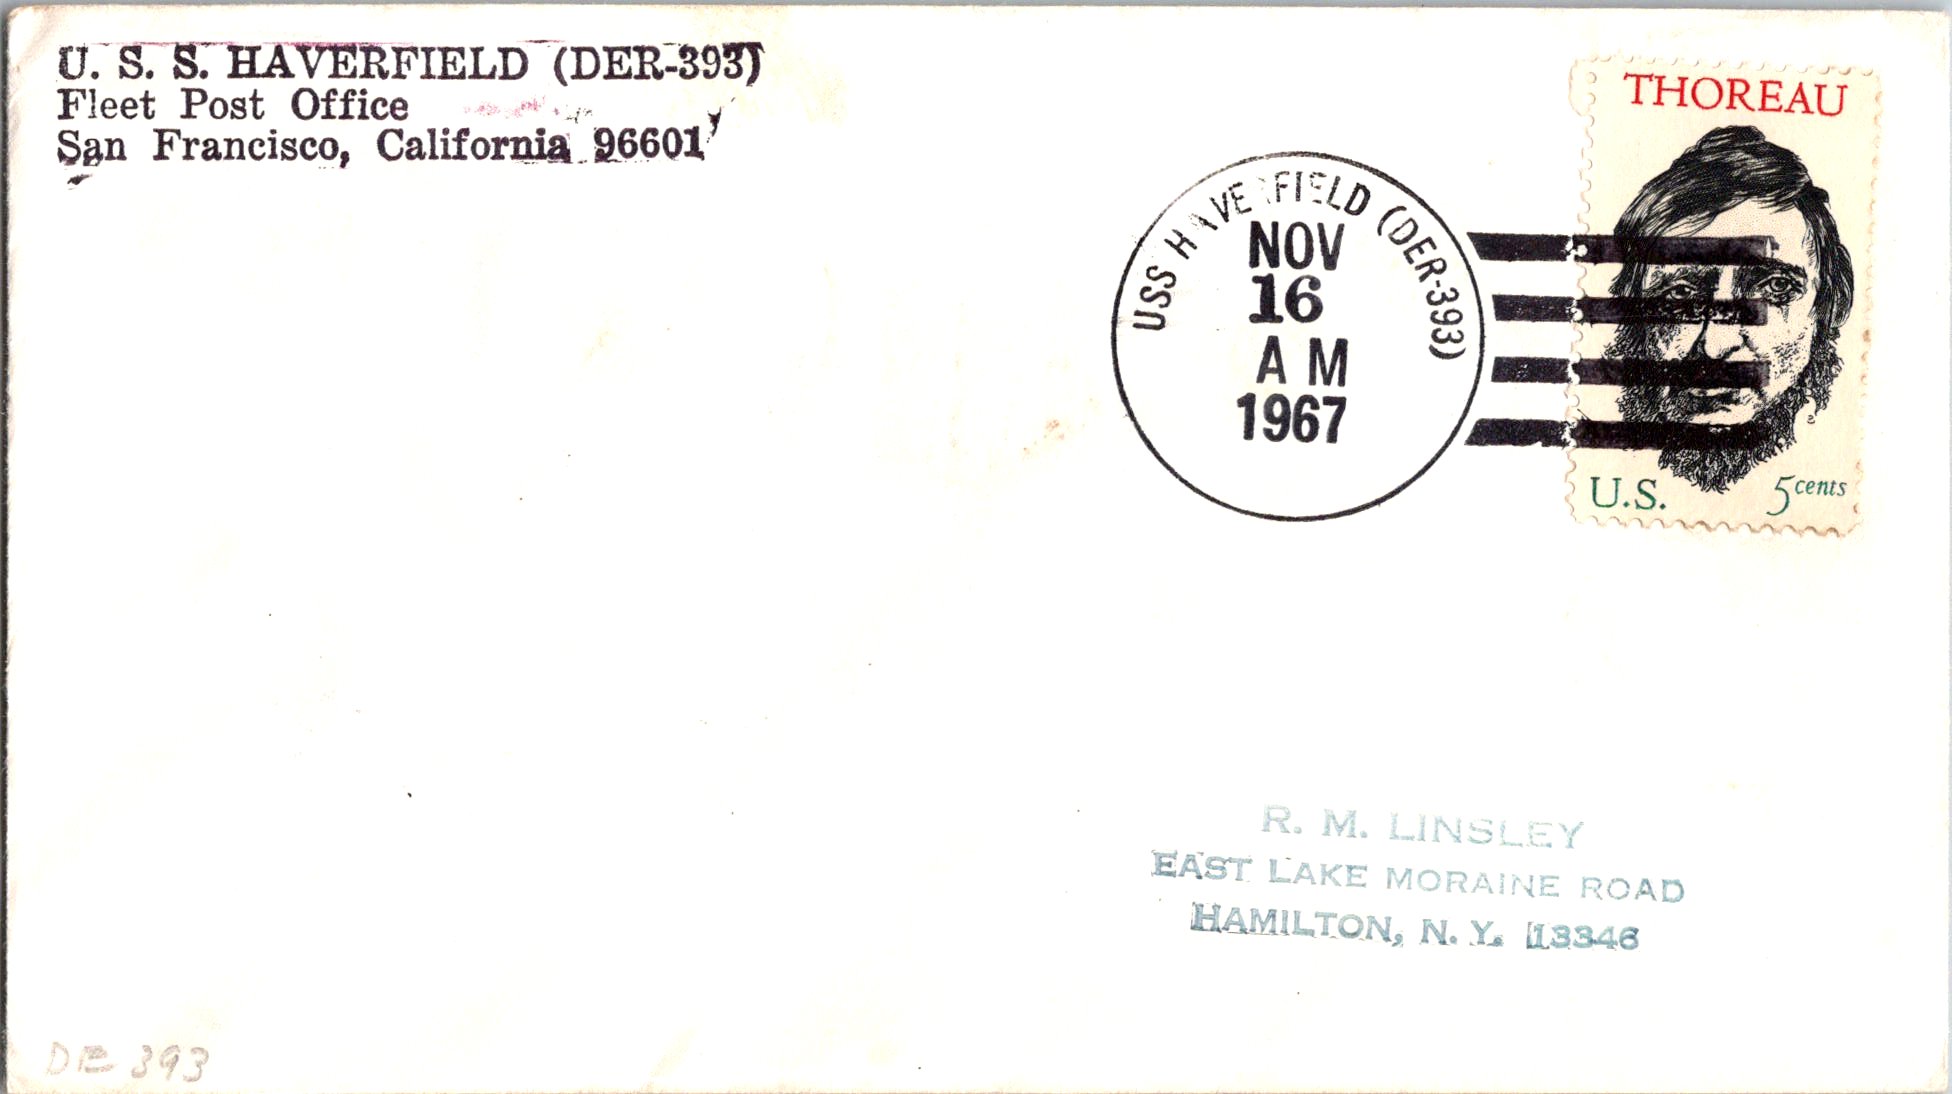 U. S. S. HAVERFIELD (DER-393)
Fleet Post Office
San Francisco, California 96601
THOREAU
USS HAVERFIELD (DER-393)
NOV
16
A M
1967
U.S. 5 cents
R. M. LINSLEY
EAST LAKE MORAINE ROAD
HAMILTON, N. Y. 13346
DE 393